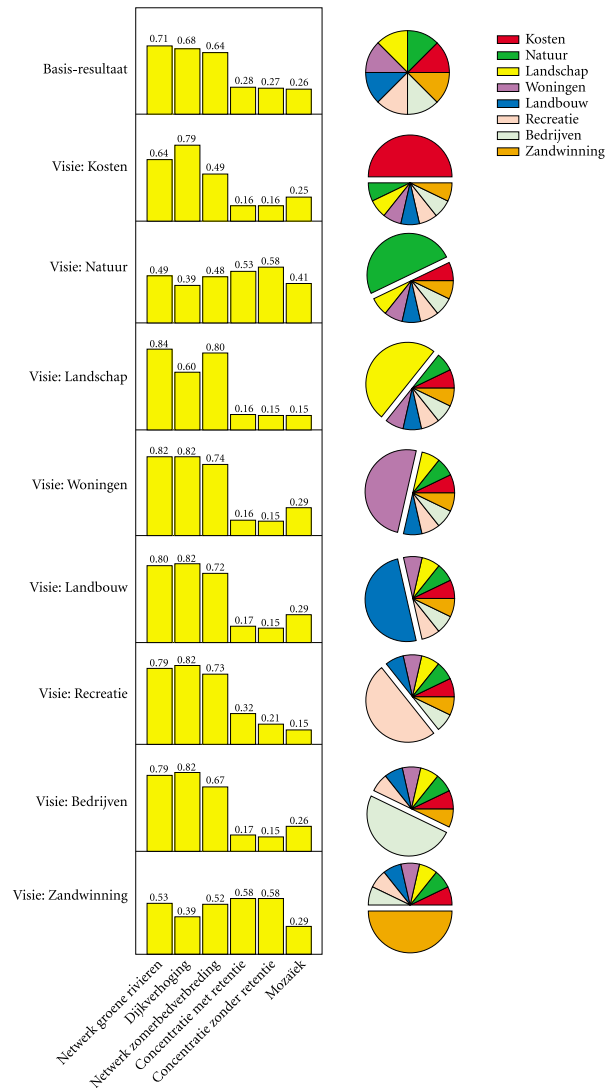 Basis-resultaat
0.71 0.68 0.64 0.28 0.27 0.26
Visie: Kosten
0.64 0.79 0.49 0.16 0.16 0.25
Visie: Natuur
0.49 0.39 0.48 0.53 0.58 0.41
Visie: Landschap
0.84 0.60 0.80 0.16 0.15 0.15
Visie: Woningen
0.82 0.82 0.74 0.16 0.15 0.29
Visie: Landbouw
0.80 0.82 0.72 0.17 0.15 0.29
Visie: Recreatie
0.79 0.82 0.73 0.32 0.21 0.15
Visie: Bedrijven
0.79 0.82 0.67 0.17 0.15 0.26
Visie: Zandwinning
0.53 0.39 0.52 0.58 0.58 0.29
Netwerk groene rivieren
Dijkverhoging
Netwerk zomerbedverbreding
Concentratie met retentie
Concentratie zonder retentie
Mozaïek
Kosten
Natuur
Landschap
Woningen
Landbouw
Recreatie
Bedrijven
Zandwinning